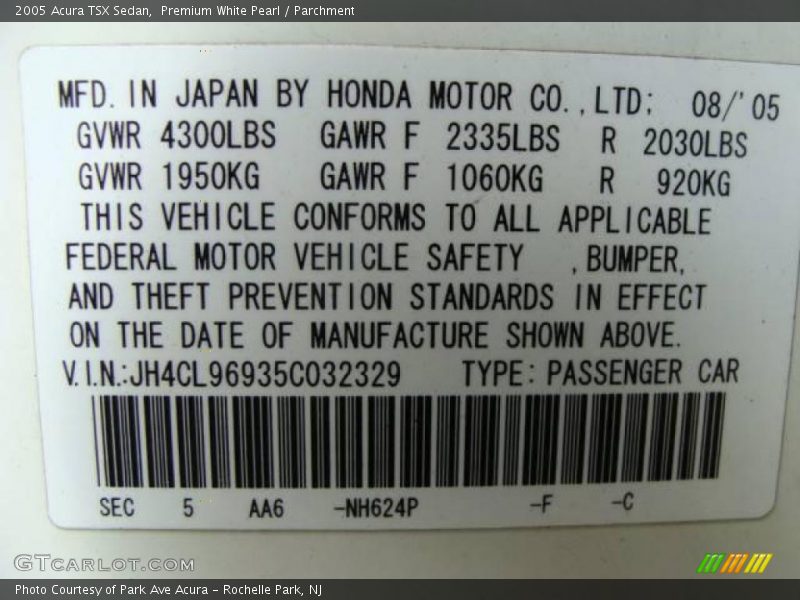 2005 Acura TSX Sedan, Premium White Pearl / Parchment
MFD. IN JAPAN BY HONDA MOTOR CO.,LTD; 08/'05
GVWR 4300LBS GAWR F 2335LBS R 2030LBS
GVWR 1950KG GAWR F 1060KG R 920KG
THIS VEHICLE CONFORMS TO ALL APPLICABLE
FEDERAL MOTOR VEHICLE SAFETY ,BUMPER,
AND THEFT PREVENTION STANDARDS IN EFFECT
ON THE DATE OF MANUFACTURE SHOWN ABOVE.
V.I.N.:JH4CL96935C032329 TYPE: PASSENGER CAR
SEC 5 AA6 -NH624P -F -C
GTCARLOT.COM
Photo Courtesy of Park Ave Acura - Rochelle Park, NJ